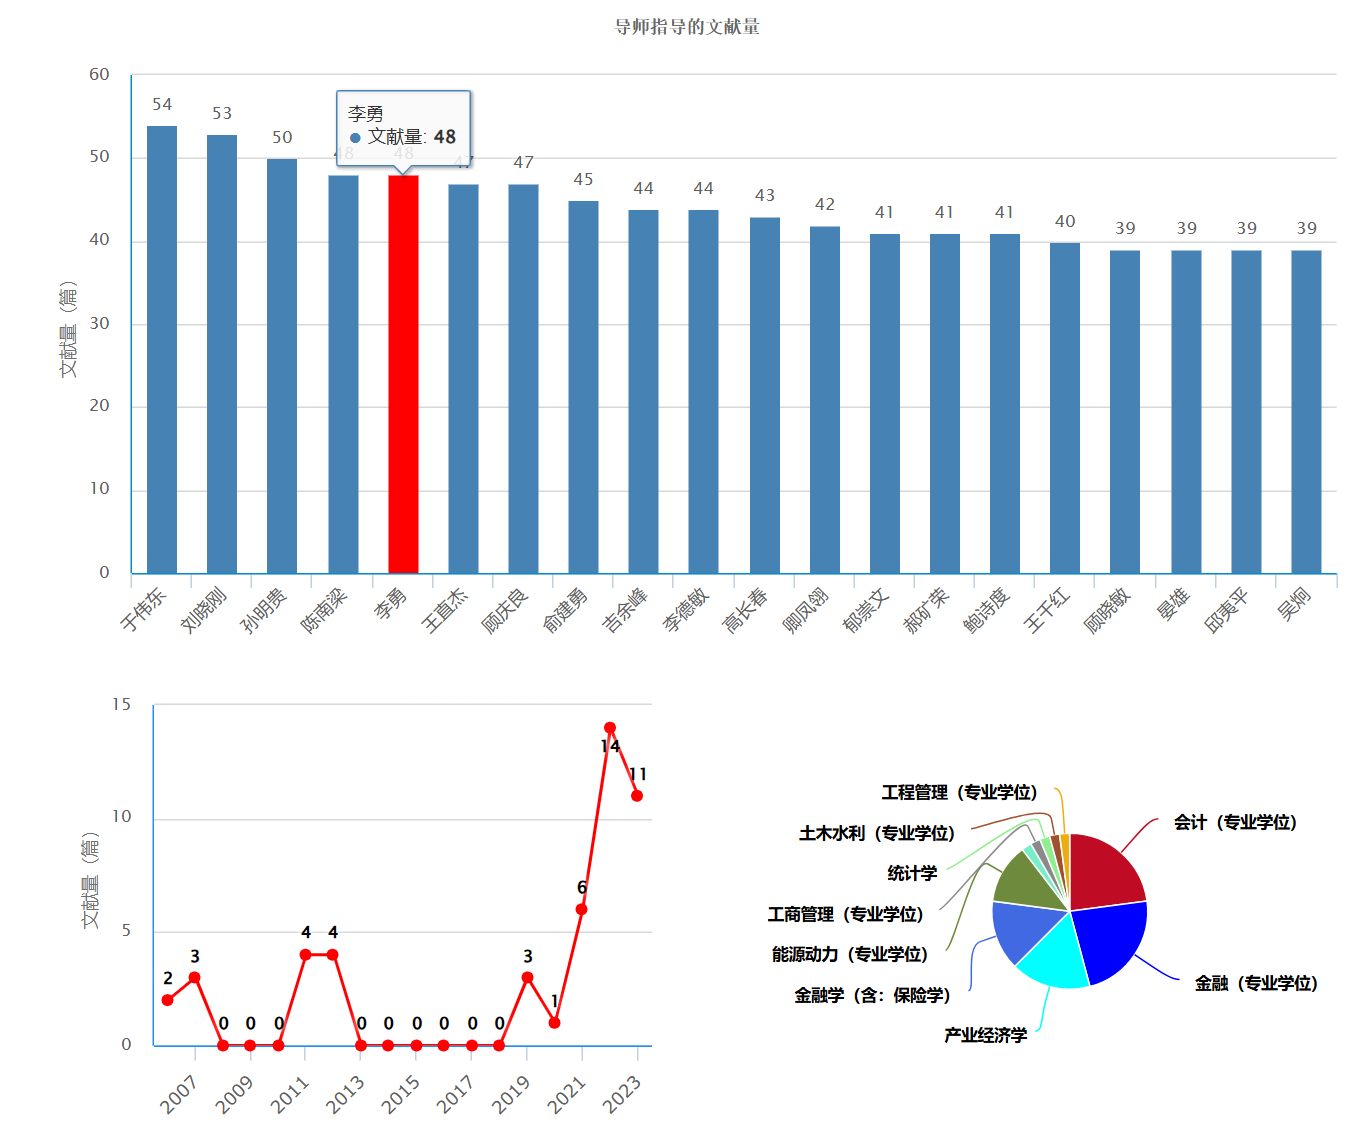 导师指导的文献量
60
50
40
30
20
10
0
文献量（篇）
54
53
50
48
48
47
47
45
44
44
43
42
41
41
41
40
39
39
39
39
李勇
文献量: 48
于伟东
刘晓刚
孙明贵
陈南梁
李勇
王直杰
顾庆良
俞建勇
吉余峰
李德敏
高长春
卿凤翎
郁崇文
郝矿荣
鲍诗度
王千红
顾晓敏
晏雄
邱夷平
吴炯
15
10
5
0
文献量（篇）
2
3
0
0
0
4
4
0
0
0
0
0
0
3
1
6
14
11
2007
2009
2011
2013
2015
2017
2019
2021
2023
工程管理（专业学位）
会计（专业学位）
土木水利（专业学位）
统计学
工商管理（专业学位）
能源动力（专业学位）
金融（专业学位）
金融学（含：保险学）
产业经济学